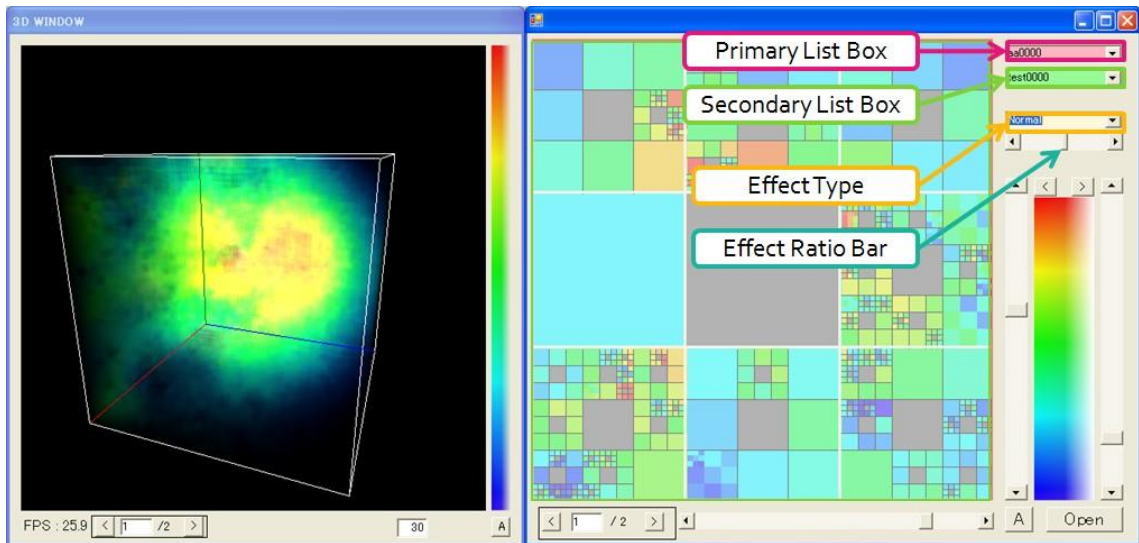 3D WINDOW
FPS : 25.9
< 1 /2 >
30
A
Primary List Box
aa0000
Secondary List Box
test0000
Normal
Effect Type
< >
Effect Ratio Bar
< 1 / 2 >
A
Open